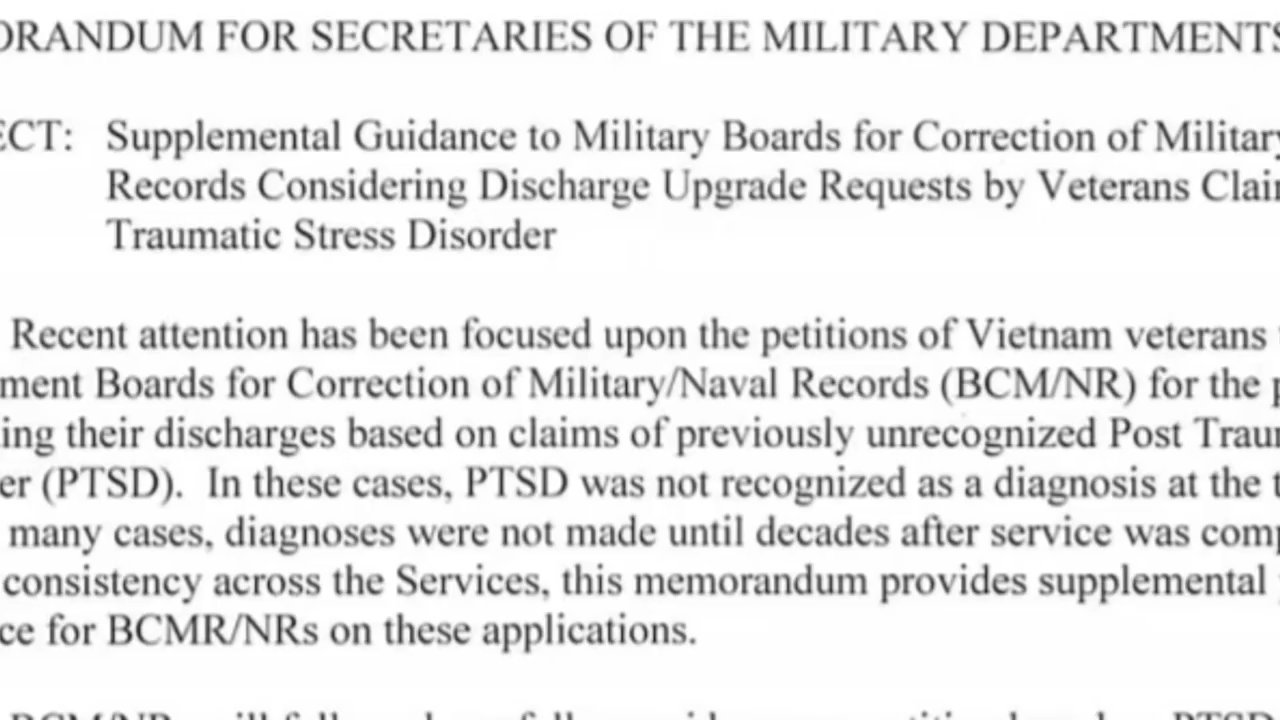 ORANDUM FOR SECRETARIES OF THE MILITARY DEPARTMENTS
ECT: Supplemental Guidance to Military Boards for Correction of Military
Records Considering Discharge Upgrade Requests by Veterans Clai
Traumatic Stress Disorder
Recent attention has been focused upon the petitions of Vietnam veterans
ment Boards for Correction of Military/Naval Records (BCM/NR) for the p
ing their discharges based on claims of previously unrecognized Post Traum
er (PTSD). In these cases, PTSD was not recognized as a diagnosis at the t
many cases, diagnoses were not made until decades after service was comp
consistency across the Services, this memorandum provides supplemental
ce for BCMR/NRs on these applications.